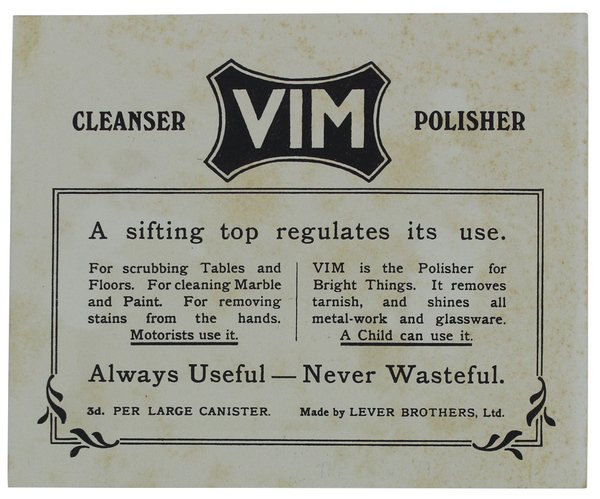 CLEANSER VIM POLISHER
A sifting top regulates its use.
For scrubbing Tables and
Floors. For cleaning Marble
and Paint. For removing
stains from the hands.
Motorists use it.
VIM is the Polisher for
Bright Things. It removes
tarnish, and shines all
metal-work and glassware.
A Child can use it.
Always Useful — Never Wasteful.
3d. PER LARGE CANISTER. Made by LEVER BROTHERS, Ltd.